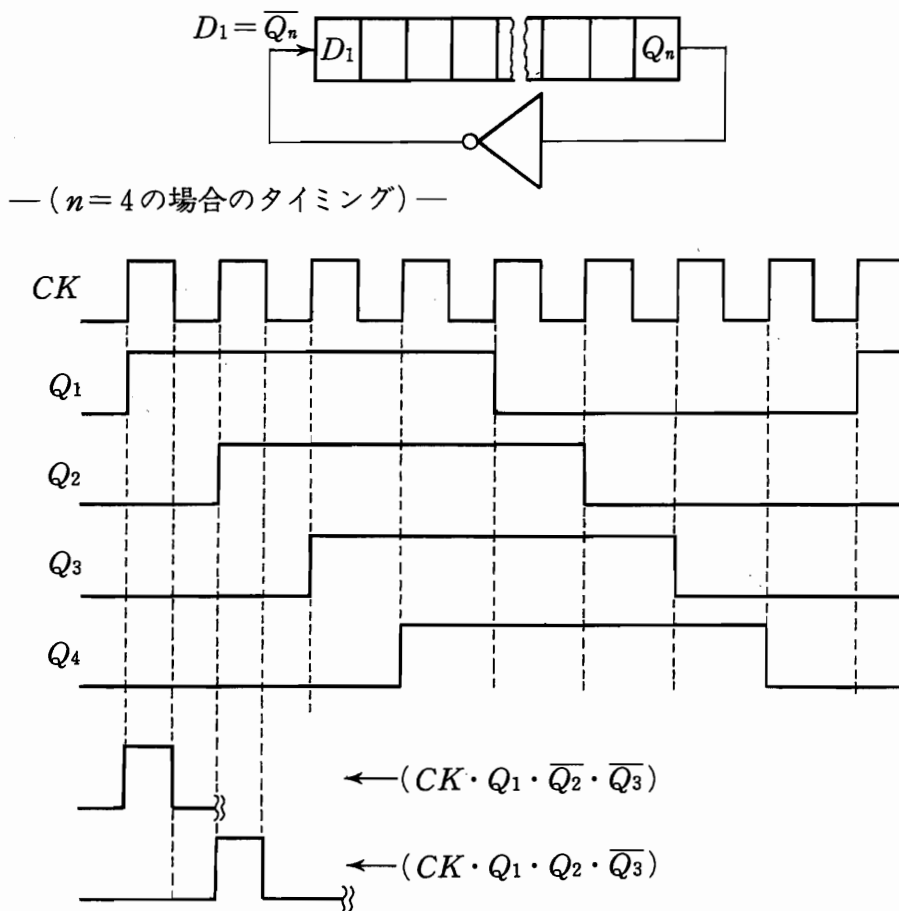 D₁＝Q̅ₙ̅
D₁
Qₙ
—（n＝4の場合のタイミング）—
CK
Q₁
Q₂
Q₃
Q₄
←（CK・Q₁・Q̅₂̅・Q̅₃̅）
←（CK・Q₁・Q₂・Q̅₃̅）